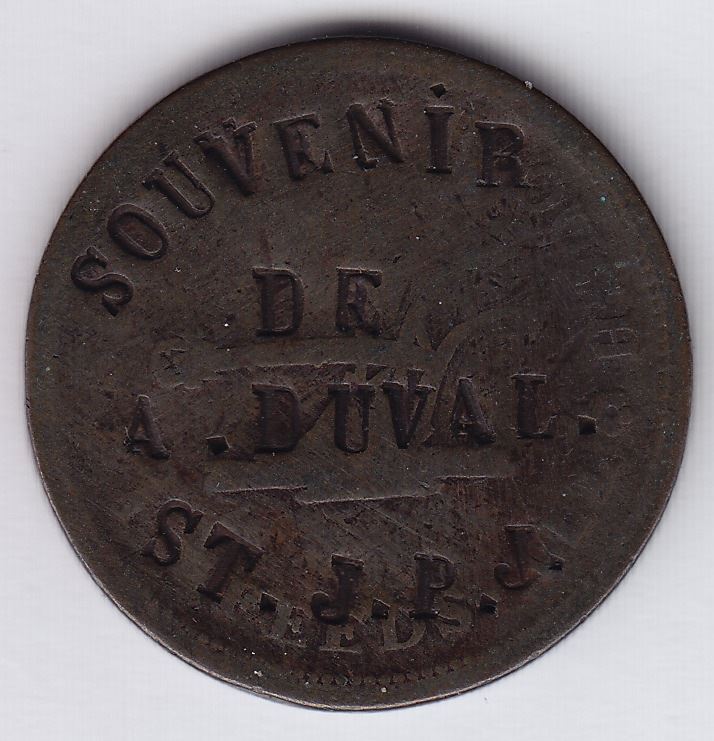 SOUVENIR
DE
A. DUVAL.
ST. J. P. J.